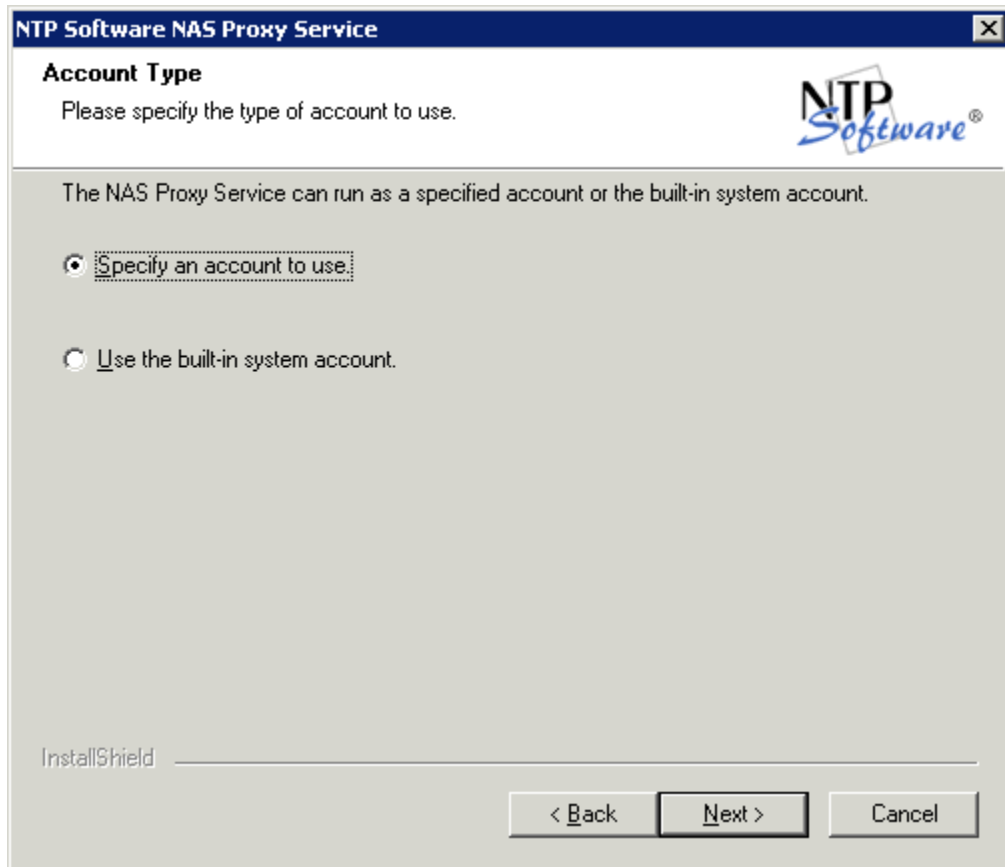 NTP Software NAS Proxy Service
Account Type
Please specify the type of account to use.
NTP
Software®
The NAS Proxy Service can run as a specified account or the built-in system account.
Specify an account to use.
Use the built-in system account.
InstallShield
< Back Next > Cancel